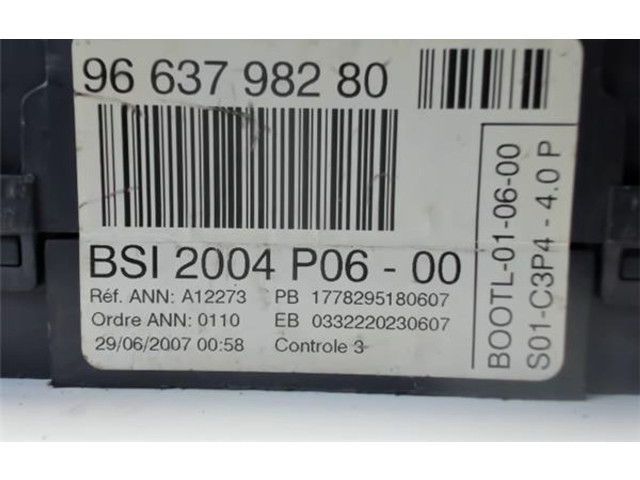 96 637 982 80
BSI 2004 P06 - 00
Réf. ANN: A12273 PB 1778295180607
Ordre ANN: 0110 EB 0332220230607
29/06/2007 00:58 Controle 3
BOOTL-01-06-00
S01-C3P4 - 4.0 P